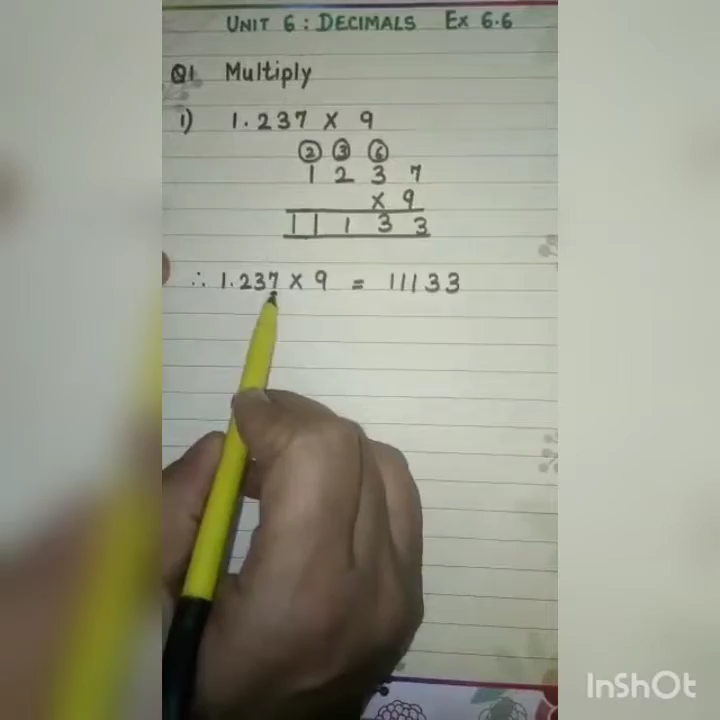 UNIT 6 : DECIMALS Ex 6.6
Q1 Multiply
1) 1.237 x 9
2 3 6
1 2 3 7
x 9
1 1 1 3 3
∴ 1.237 x 9 = 11133
InShOt